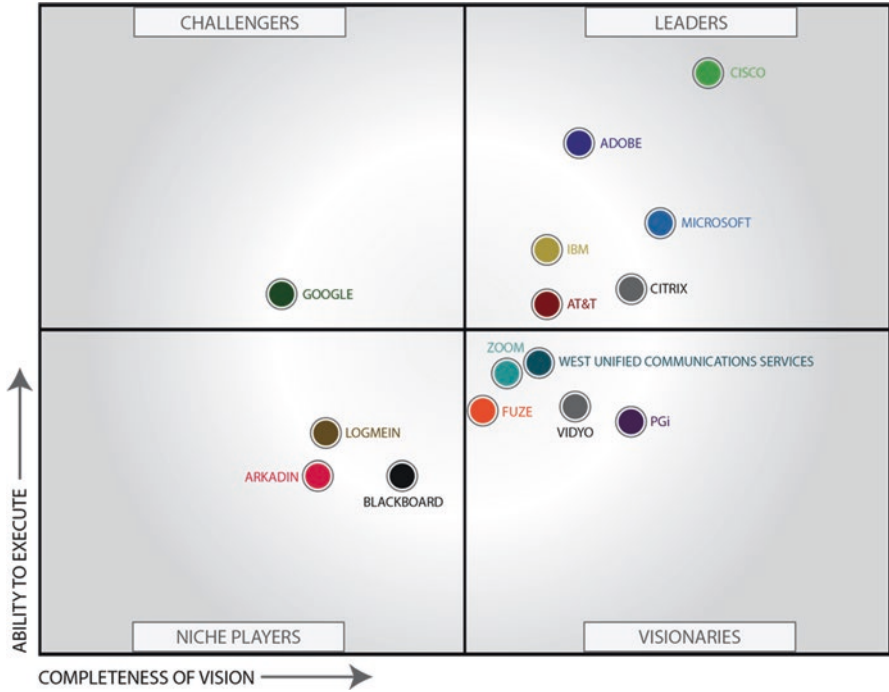 CHALLENGERS
LEADERS
CISCO
ADOBE
MICROSOFT
IBM
CITRIX
GOOGLE
AT&T
ZOOM
WEST UNIFIED COMMUNICATIONS SERVICES
FUZE
VIDYO
PGi
LOGMEIN
ARKADIN
BLACKBOARD
ABILITY TO EXECUTE
NICHE PLAYERS
VISIONARIES
COMPLETENESS OF VISION